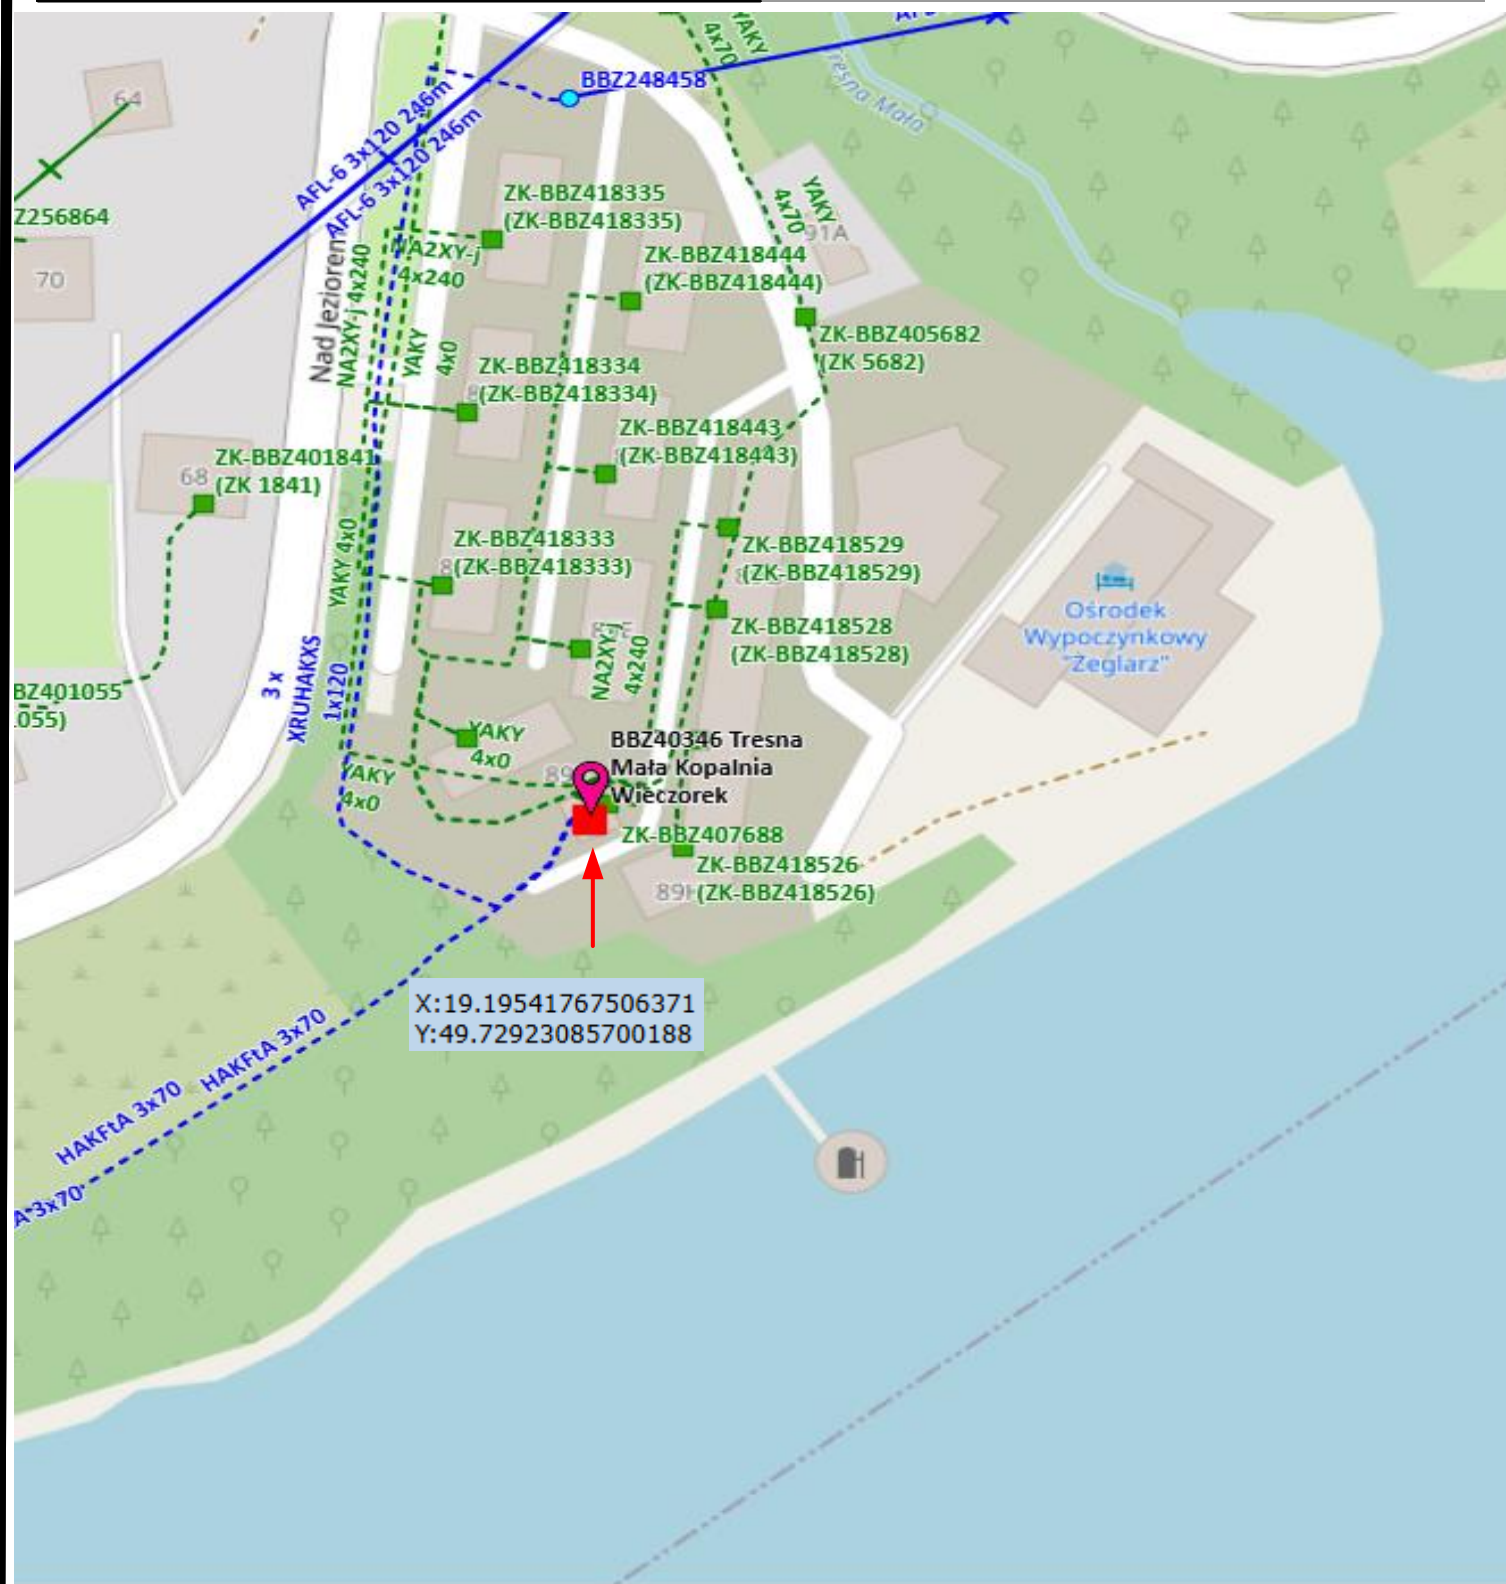 BBZ248458
YAKY
4x70
Tresna Mała
64
AFL-6 3x120 246m
AFL-6 3x120 246m
ZK-BBZ418335
(ZK-BBZ418335)
YAKY
4x70
91A
Z256864
NA2XY-j
4x240
ZK-BBZ418444
(ZK-BBZ418444)
70
Nad Jeziorem
NA2XY-j 4x240
YAKY
4x0
ZK-BBZ405682
(ZK 5682)
ZK-BBZ418334
(ZK-BBZ418334)
ZK-BBZ418443
(ZK-BBZ418443)
68
ZK-BBZ401841
(ZK 1841)
YAKY 4x0
ZK-BBZ418333
(ZK-BBZ418333)
ZK-BBZ418529
(ZK-BBZ418529)
Ośrodek
Wypoczynkowy
"Żeglarz"
ZK-BBZ418528
(ZK-BBZ418528)
NA2XY-j
4x240
3 x
XRUHAKXS
1x120
BZ401055
1055)
YAKY
4x0
YAKY
4x0
BBZ40346 Tresna
Mała Kopalnia
Wieczorek
ZK-BBZ407688
ZK-BBZ418526
(ZK-BBZ418526)
X:19.19541767506371
Y:49.72923085700188
HAKFtA 3x70
HAKFtA 3x70
A 3x70